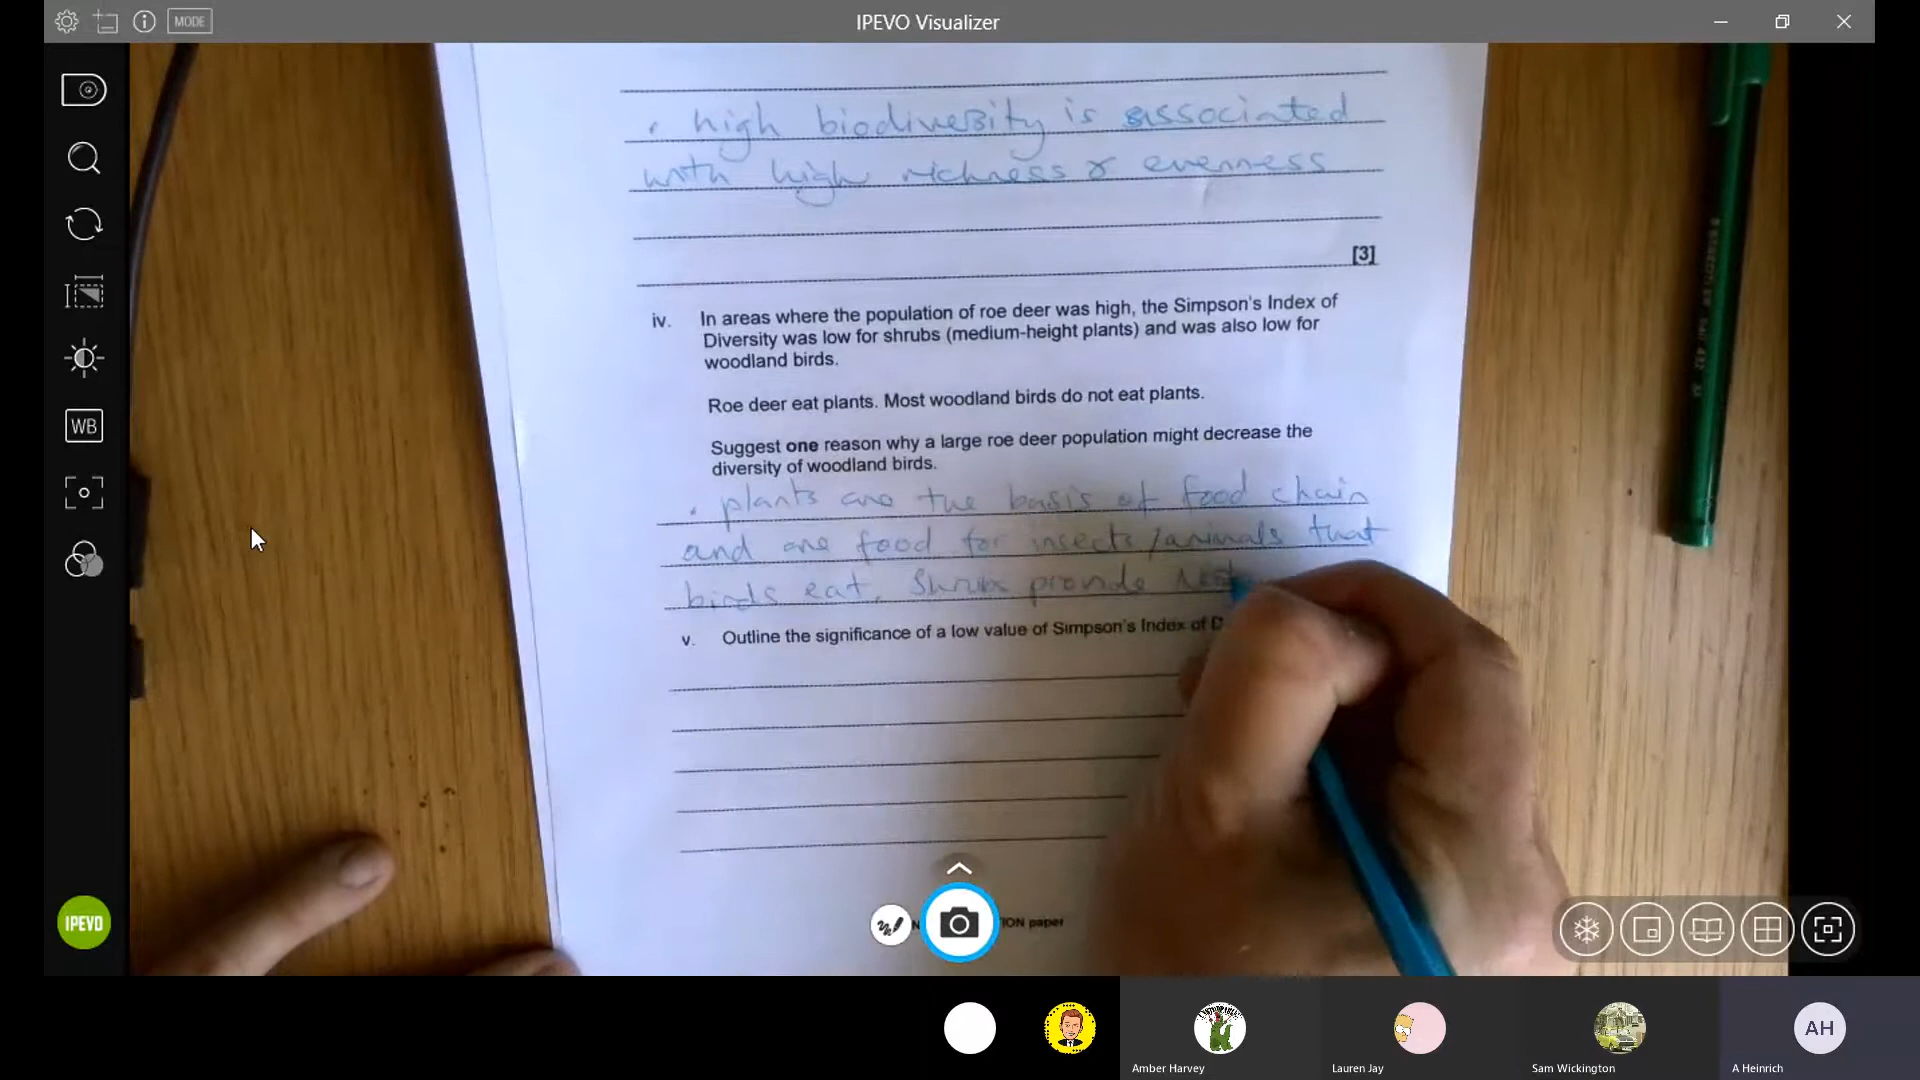 MODE
IPEVO Visualizer
. high biodiversity is associated
with high richness & evenness
[3]
iv. In areas where the population of roe deer was high, the Simpson's Index of
Diversity was low for shrubs (medium-height plants) and was also low for
woodland birds.
Roe deer eat plants. Most woodland birds do not eat plants.
Suggest one reason why a large roe deer population might decrease the
diversity of woodland birds.
. plants are the basis of food chain
and are food for insects/animals that
birds eat. Shrubs provide
v. Outline the significance of a low value of Simpson's Index of D
WB
IPEVO
ION paper
AH
Amber Harvey
Lauren Jay
Sam Wickington
A Heinrich